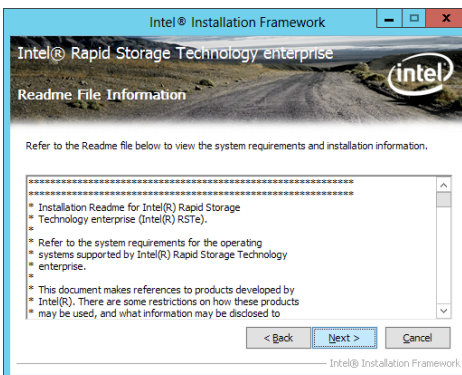 Intel® Installation Framework
Intel® Rapid Storage Technology enterprise
intel
Readme File Information
Refer to the Readme file below to view the system requirements and installation information.
************************************************************
************************************************************
* Installation Readme for Intel(R) Rapid Storage
* Technology enterprise (Intel(R) RSTe).
*
* Refer to the system requirements for the operating
* systems supported by Intel(R) Rapid Storage Technology
* enterprise.
*
* This document makes references to products developed by
* Intel(R). There are some restrictions on how these products
* may be used, and what information may be disclosed to
< Back Next > Cancel
Intel® Installation Framework